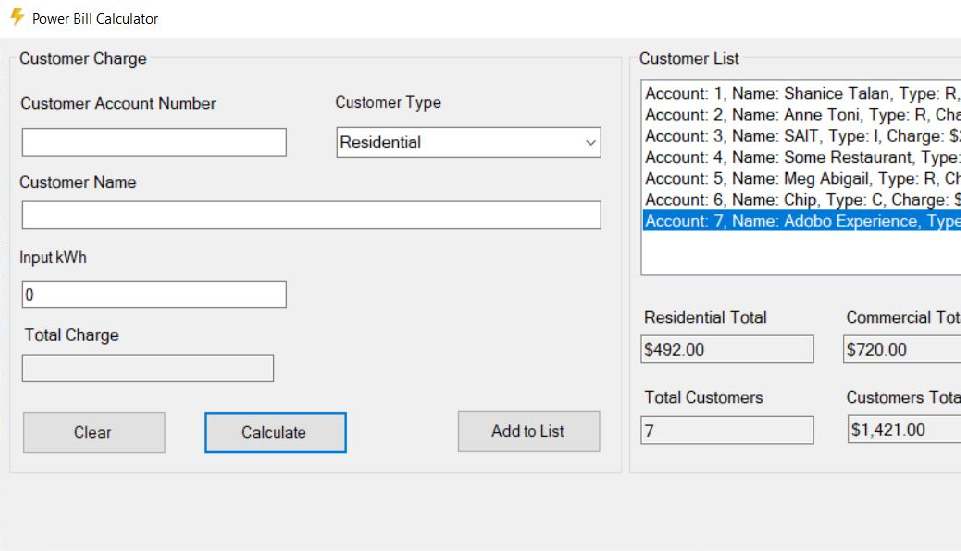 Power Bill Calculator
Customer Charge
Customer Account Number
Customer Type
Residential
Customer Name
Input kWh
0
Total Charge
Clear
Calculate
Add to List
Customer List
Account: 1, Name: Shanice Talan, Type: R,
Account: 2, Name: Anne Toni, Type: R, Cha
Account: 3, Name: SAIT, Type: I, Charge: $
Account: 4, Name: Some Restaurant, Type:
Account: 5, Name: Meg Abigail, Type: R, Ch
Account: 6, Name: Chip, Type: C, Charge: $
Account: 7, Name: Adobo Experience, Type
Residential Total
Commercial Tot
$492.00
$720.00
Total Customers
Customers Tota
7
$1,421.00